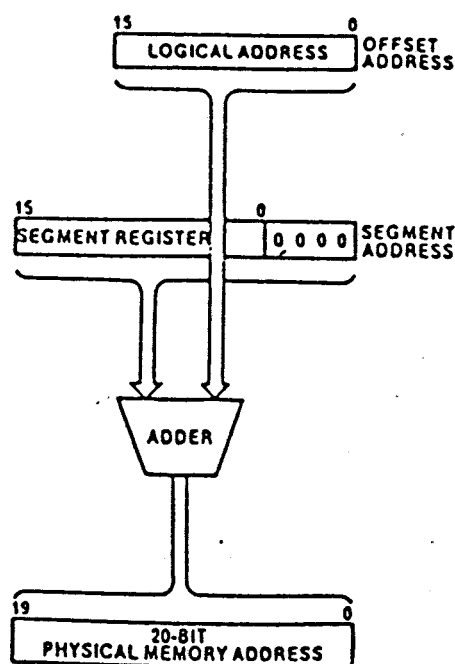 15 0
LOGICAL ADDRESS
OFFSET
ADDRESS
15 0
SEGMENT REGISTER
0 0 0 0
SEGMENT
ADDRESS
ADDER
19 0
20-BIT
PHYSICAL MEMORY ADDRESS